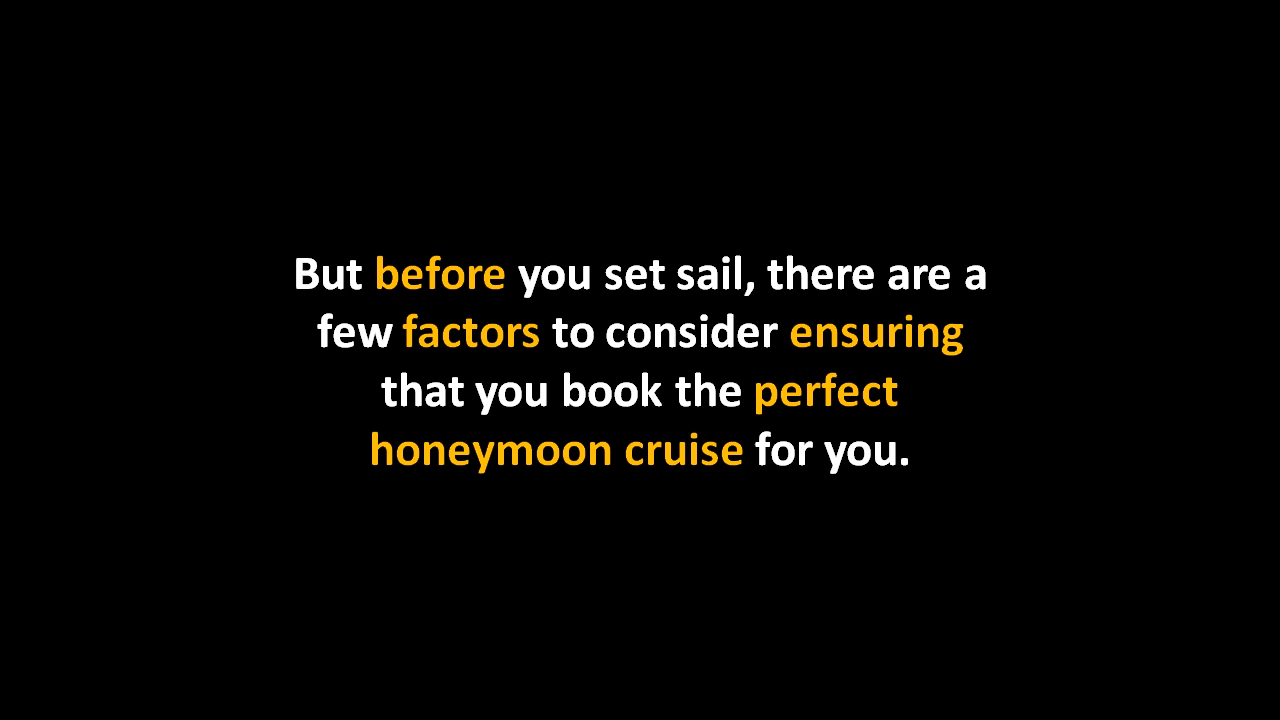 But before you set sail, there are a
few factors to consider ensuring
that you book the perfect
honeymoon cruise for you.